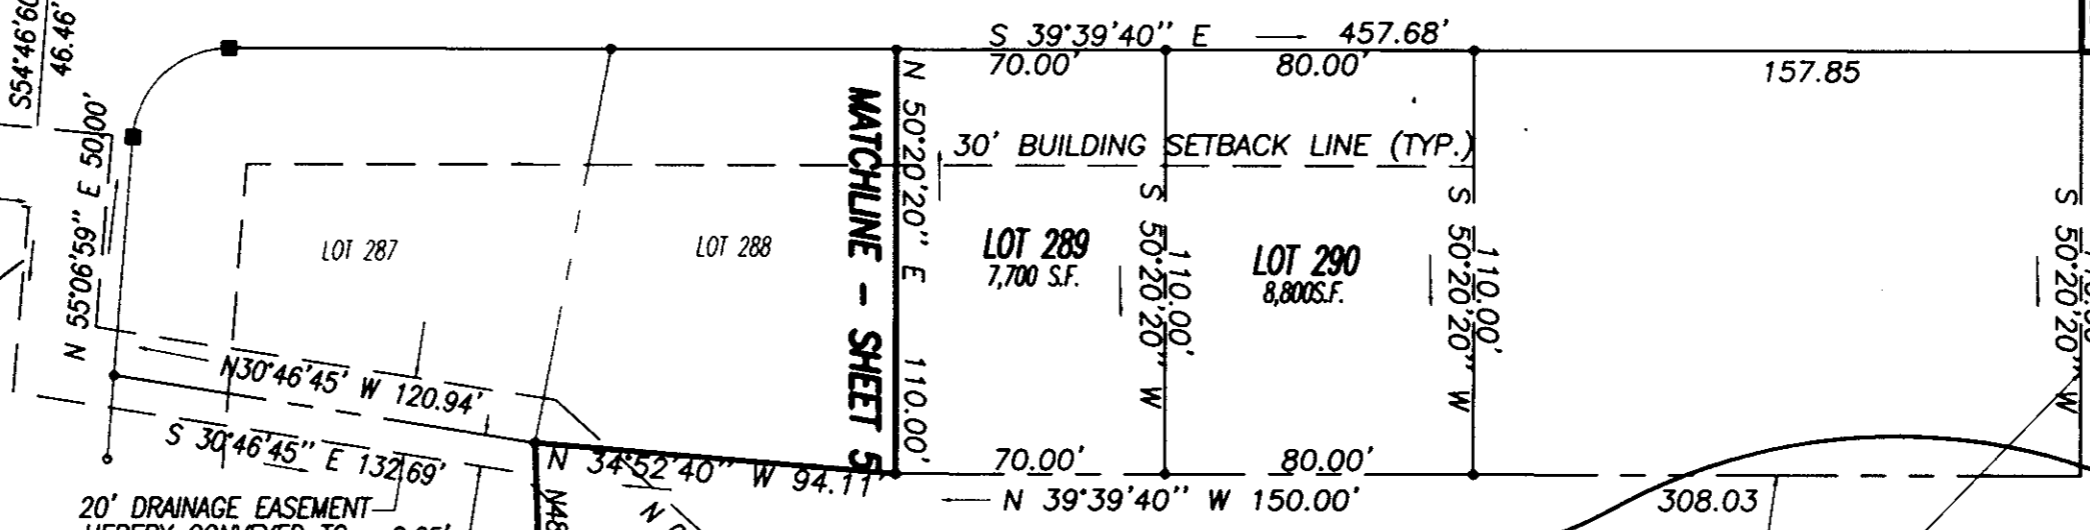 S54°46'60
46.46'
S 39°39'40" E 457.68'
70.00'
80.00'
157.85
N 55°06'59" E 50.00'
MATCHLINE - SHEET 5
N 50°20'20" E 110.00'
30' BUILDING SETBACK LINE (TYP.)
LOT 287
LOT 288
LOT 289
7,700 S.F.
S 50°20'20" W
110.00'
LOT 290
8,800S.F.
S 50°20'20" W
110.00'
S 50°20'20" W
N30°46'45' W 120.94'
S 30°46'45" E 132.69'
N 34°52'40" W 94.11'
70.00'
80.00'
N 39°39'40" W 150.00'
308.03
20' DRAINAGE EASEMENT
HEREBY CONVEYED TO
N48